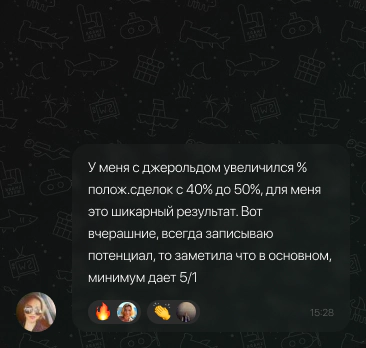 У меня с джерольдом увеличился %
полож.сделок с 40% до 50%, для меня
это шикарный результат. Вот
вчерашние, всегда записываю
потенциал, то заметила что в основном,
минимум дает 5/1
15:28